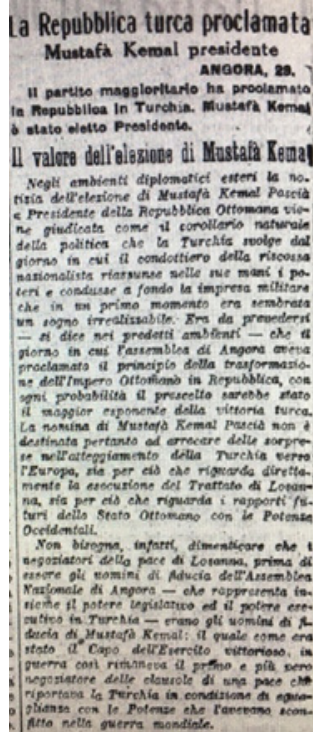 La Repubblica turca proclamata
Mustafà Kemal presidente
ANGORA, 29.
Il partito maggioritario ha proclamato
la Repubblica in Turchia. Mustafà Kemal
è stato eletto Presidente.
Il valore dell'elezione di Mustafà Kemal
Negli ambienti diplomatici esteri la no-
tizia dell'elezione di Mustafà Kemal Pascià
a Presidente della Repubblica Ottomana vie-
ne giudicata come il corollario naturale
della politica che la Turchia svolge dal
giorno in cui il condottiero della riscossa
nazionalista riassunse nelle sue mani i po-
teri e condusse a fondo la impresa militare
che in un primo momento era sembrata
un sogno irrealizzabile. Era da prevedersi
— si dice nei predetti ambienti — che il
giorno in cui l'assemblea di Angora aveva
proclamato il principio della trasformazio-
ne dell'Impero Ottomano in Repubblica, con
ogni probabilità il prescelto sarebbe stato
il maggior esponente della vittoria turca.
La nomina di Mustafà Kemal Pascià non è
destinata pertanto ad arrecare delle sorpre-
se nell'atteggiamento della Turchia verso
l'Europa, sia per ciò che riguarda diretta-
mente la esecuzione del Trattato di Losan-
na, sia per ciò che riguarda i rapporti fu-
turi dello Stato Ottomano con le Potenze
Occidentali.
Non bisogna, infatti, dimenticare che i
negoziatori della pace di Losanna, prima di
essere gli uomini di fiducia dell'Assemblea
Nazionale di Angora — che rappresenta in-
sieme il potere legislativo ed il potere ese-
cutivo in Turchia — erano gli uomini di fi-
ducia di Mustafà Kemal: il quale come era
stato il Capo dell'Esercito vittorioso, in
guerra così rimaneva il primo e più vero
negoziatore delle clausole di una pace che
riportava la Turchia in condizione di egua-
glianza con le Potenze che l'avevano scon-
fitto nella guerra mondiale.